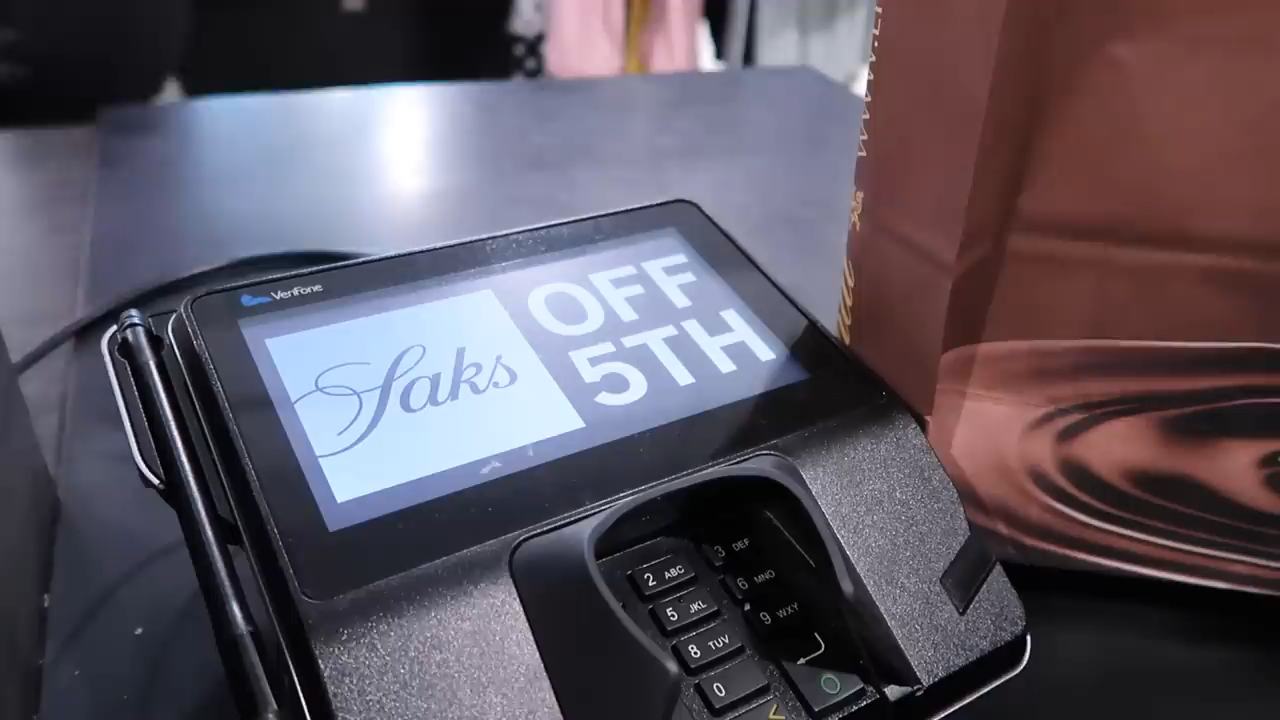 VeriFone
Saks
OFF
5TH
2 ABC
3 DEF
5 JKL
6 MNO
8 TUV
9 WXY
0